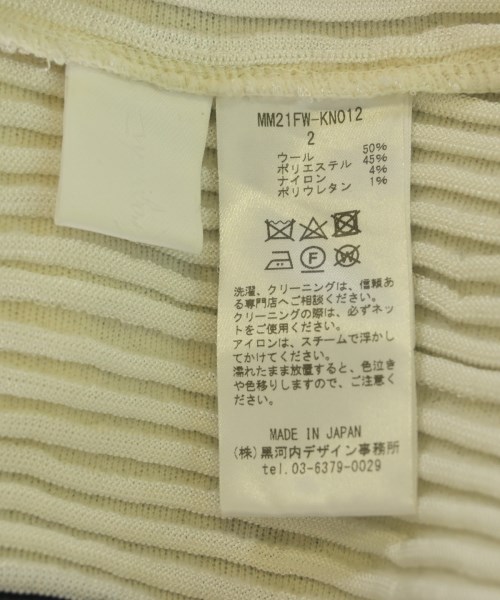 MM21FW-KN012
2
ウール 50%
ポリエステル 45%
ナイロン 4%
ポリウレタン 1%
洗濯、クリーニングは、信頼あ
る専門店へご相談ください。
クリーニングの際は、必ずネッ
トをご使用ください。
アイロンは、スチームで浮かし
てかけてください。
濡れたまま放置すると、色泣き
や色移りしますので、ご注意く
ださい。
MADE IN JAPAN
(株)黒河内デザイン事務所
tel.03-6379-0029